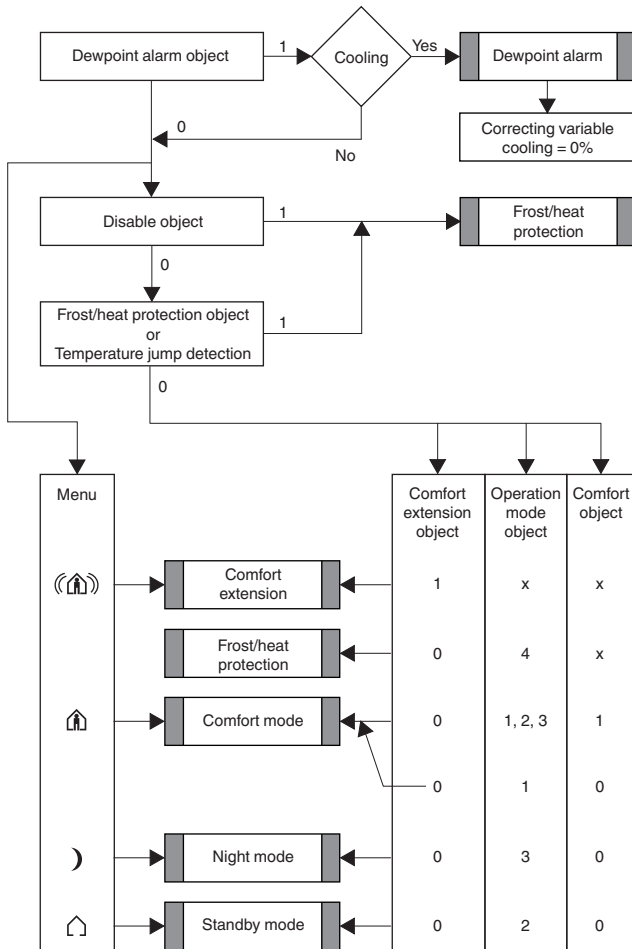 Dewpoint alarm object
1
Cooling
Yes
Dewpoint alarm
0
No
Correcting variable
cooling = 0%
Disable object
1
Frost/heat
protection
0
Frost/heat protection object
or
Temperature jump detection
1
0
Menu
Comfort
extension
object
Operation
mode
object
Comfort
object
Comfort
extension
1 x x
Frost/heat
protection
0 4 x
Comfort mode
0 1, 2, 3 1
0 1 0
Night mode
0 3 0
Standby mode
0 2 0